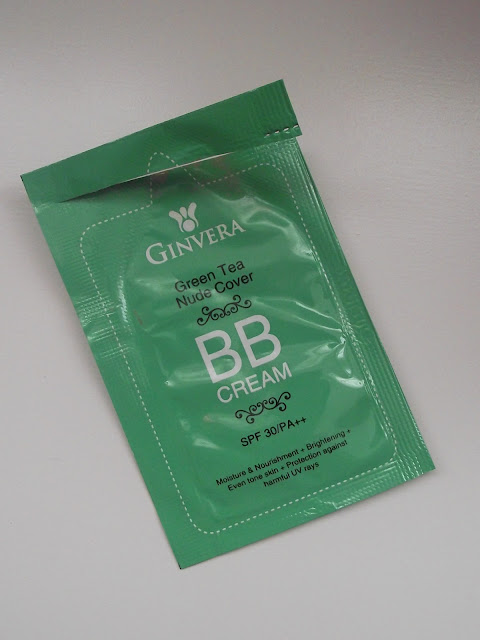 GINVERA
Green Tea
Nude Cover
BB
CREAM
SPF 30/PA++
Moisture & Nourishment + Brightening +
Even tone skin + Protection against
harmful UV rays